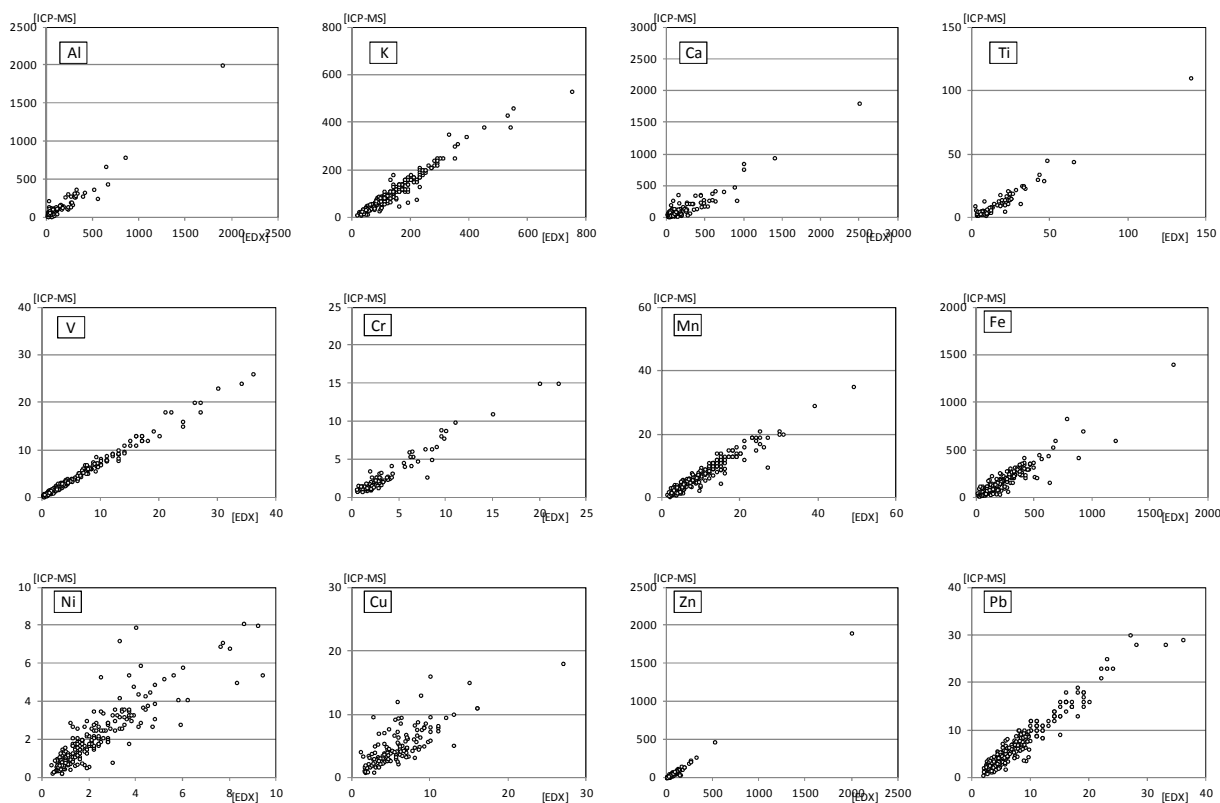 [ICP-MS]
2500
2000
1500
1000
500
0
Al
0 500 1000 1500 2000 2500
[EDX]
[ICP-MS]
800
600
400
200
0
K
0 200 400 600 800
[EDX]
[ICP-MS]
3000
2500
2000
1500
1000
500
0
Ca
0 500 1000 1500 2000 2500 3000
[EDX]
[ICP-MS]
150
100
50
0
Ti
0 50 100 150
[EDX]
[ICP-MS]
40
30
20
10
0
V
0 10 20 30 40
[EDX]
[ICP-MS]
25
20
15
10
5
0
Cr
0 5 10 15 20 25
[EDX]
[ICP-MS]
60
40
20
0
Mn
0 20 40 60
[EDX]
[ICP-MS]
2000
1500
1000
500
0
Fe
0 500 1000 1500 2000
[EDX]
[ICP-MS]
10
8
6
4
2
0
Ni
0 2 4 6 8 10
[EDX]
[ICP-MS]
30
20
10
0
Cu
0 10 20 30
[EDX]
[ICP-MS]
2500
2000
1500
1000
500
0
Zn
0 500 1000 1500 2000 2500
[EDX]
[ICP-MS]
40
30
20
10
0
Pb
0 10 20 30 40
[EDX]